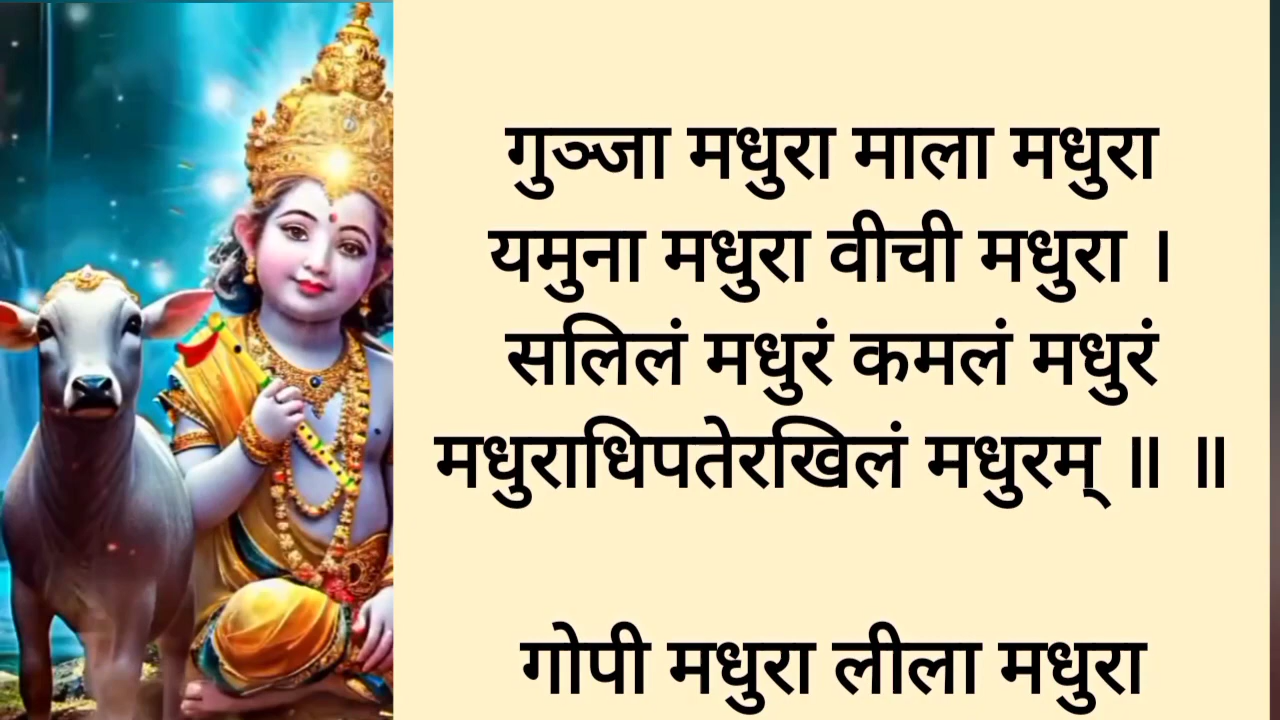 गुञ्जा मधुरा माला मधुरा
यमुना मधुरा वीची मधुरा ।
सलिलं मधुरं कमलं मधुरं
मधुराधिपतेरखिलं मधुरम् ॥ ॥
गोपी मधुरा लीला मधुरा